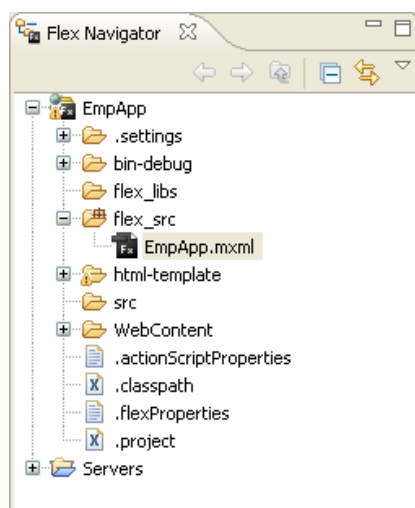 Flex Navigator
EmpApp
.settings
bin-debug
flex_libs
flex_src
EmpApp.mxml
html-template
src
WebContent
.actionScriptProperties
.classpath
.flexProperties
.project
Servers